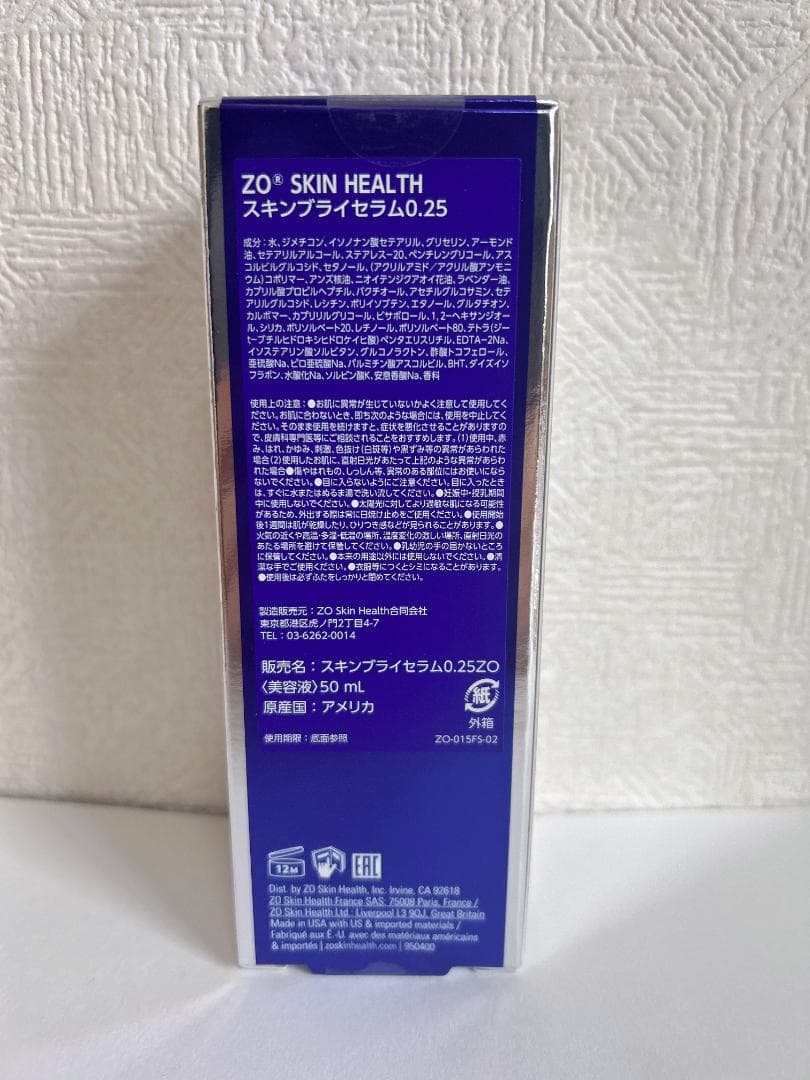 ZO® SKIN HEALTH
スキンブライセラム0.25
成分：水、ジメチコン、イソノナン酸セテアリル、グリセリン、アーモンド
油、セテアリルアルコール、ステアレス-20、ペンチレングリコール、アス
コルビルグルコシド、セタノール、(アクリルアミド／アクリル酸アンモニ
ウム)コポリマー、アンズ核油、ニオイテンジクアオイ花油、ラベンダー油、
カプリル酸プロピルヘプチル、バクチオール、アセチルグルコサミン、セテ
アリルグルコシド、レシチン、ポリイソプテン、エタノール、グルタチオン、
カルボマー、カプリリルグリコール、ビサボロール、1,2-ヘキサンジオー
ル、シリカ、ポリソルベート20、レチノール、ポリソルベート80、テトラ(ジー
t-ブチルヒドロキシヒドロケイヒ酸)ペンタエリスリチル、EDTA-2Na、
イソステアリン酸ソルビタン、グルコノラクトン、酢酸トコフェロール、
亜硫酸Na、ピロ亜硫酸Na、パルミチン酸アスコルビル、BHT、ダイズイソ
フラボン、水酸化Na、ソルビン酸K、安息香酸Na、香料
使用上の注意：●お肌に異常が生じていないかよく注意して使用してく
ださい。お肌に合わないとき、即ち次のような場合には、使用を中止してく
ださい。そのまま使用を続けますと、症状を悪化させることがありますの
で、皮膚科専門医等にご相談されることをおすすめします。(1)使用中、赤
み、はれ、かゆみ、刺激、色抜け(白斑等)や黒ずみ等の異常があらわれた
場合(2)使用したお肌に、直射日光があたって上記のような異常があらわ
れた場合●傷やはれもの、しっしん等、異常のある部位にはお使いになら
ないでください。●目に入らないようにご注意ください。目に入ったとき
は、すぐに水またはぬるま湯で洗い流してください。●妊娠中・授乳期間
中に使用しないでください。●太陽光に対してより過敏な肌になる可能性
があるため、外出する際は常に日焼け止めをご使用ください。●使用開始
後1週間は肌が乾燥したり、ひりつき感などが見られることがあります。●
火気の近くや高温・多湿・低温の場所、温度変化の激しい場所、直射日光の
あたる場所を避けて保管してください。●乳幼児の手の届かないところ
に保管してください。●本来の用途以外には使用しないでください。●清
潔な手でご使用ください。●衣服等につくとシミになることがあります。
●使用後は必ずふたをしっかりと閉めてください。
製造販売元：ZO Skin Health合同会社
東京都港区虎ノ門2丁目4-7
TEL：03-6262-0014
販売名：スキンブライセラム0.25ZO
〈美容液〉50 mL
原産国：アメリカ
紙
外箱
使用期限：底面参照 ZO-015FS-02
12M
EAC
Dist. by ZO Skin Health, Inc. Irvine, CA 92618
ZO Skin Health France SAS: 75008 Paris, France /
ZO Skin Health Ltd.: Liverpool L3 9QJ, Great Britain
Made in USA with US & imported materials /
Fabriqué aux É.-U. avec des matériaux américains
& importés | zoskinhealth.com | 950400